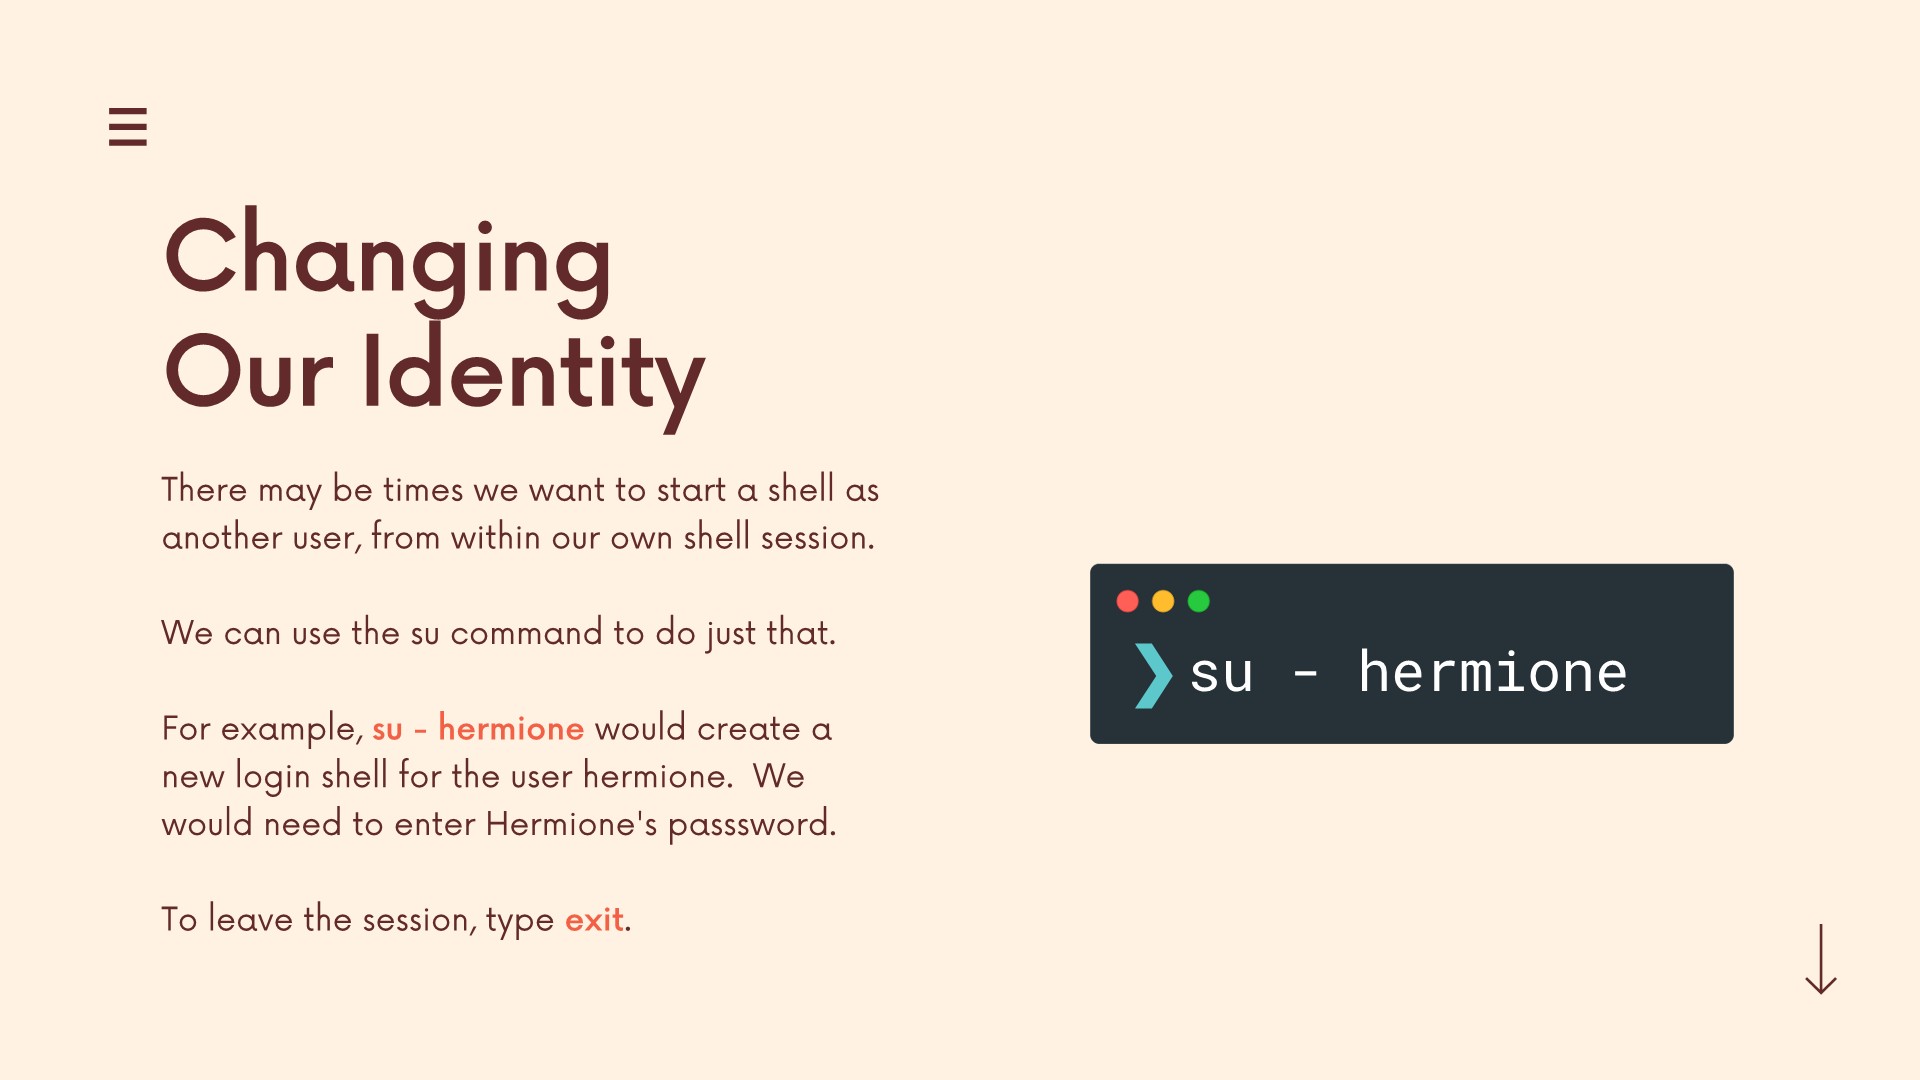 Changing
Our Identity
There may be times we want to start a shell as
another user, from within our own shell session.
We can use the su command to do just that.
For example, su - hermione would create a
new login shell for the user hermione.  We
would need to enter Hermione's passsword.
To leave the session, type exit.
❯ su - hermione